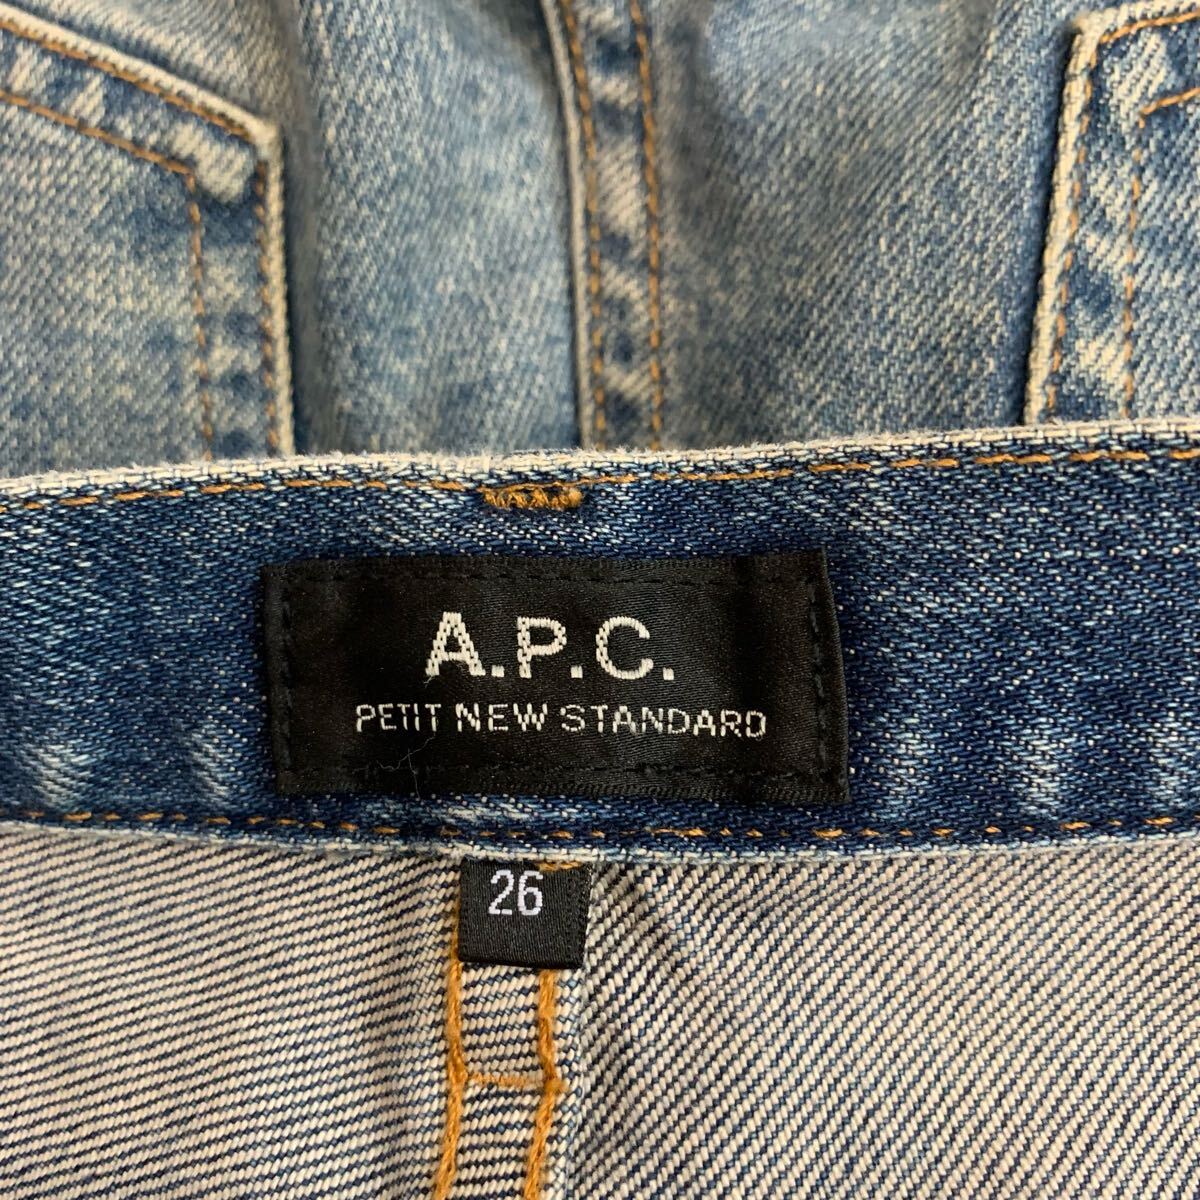 A.P.C.
PETIT NEW STANDARD
26